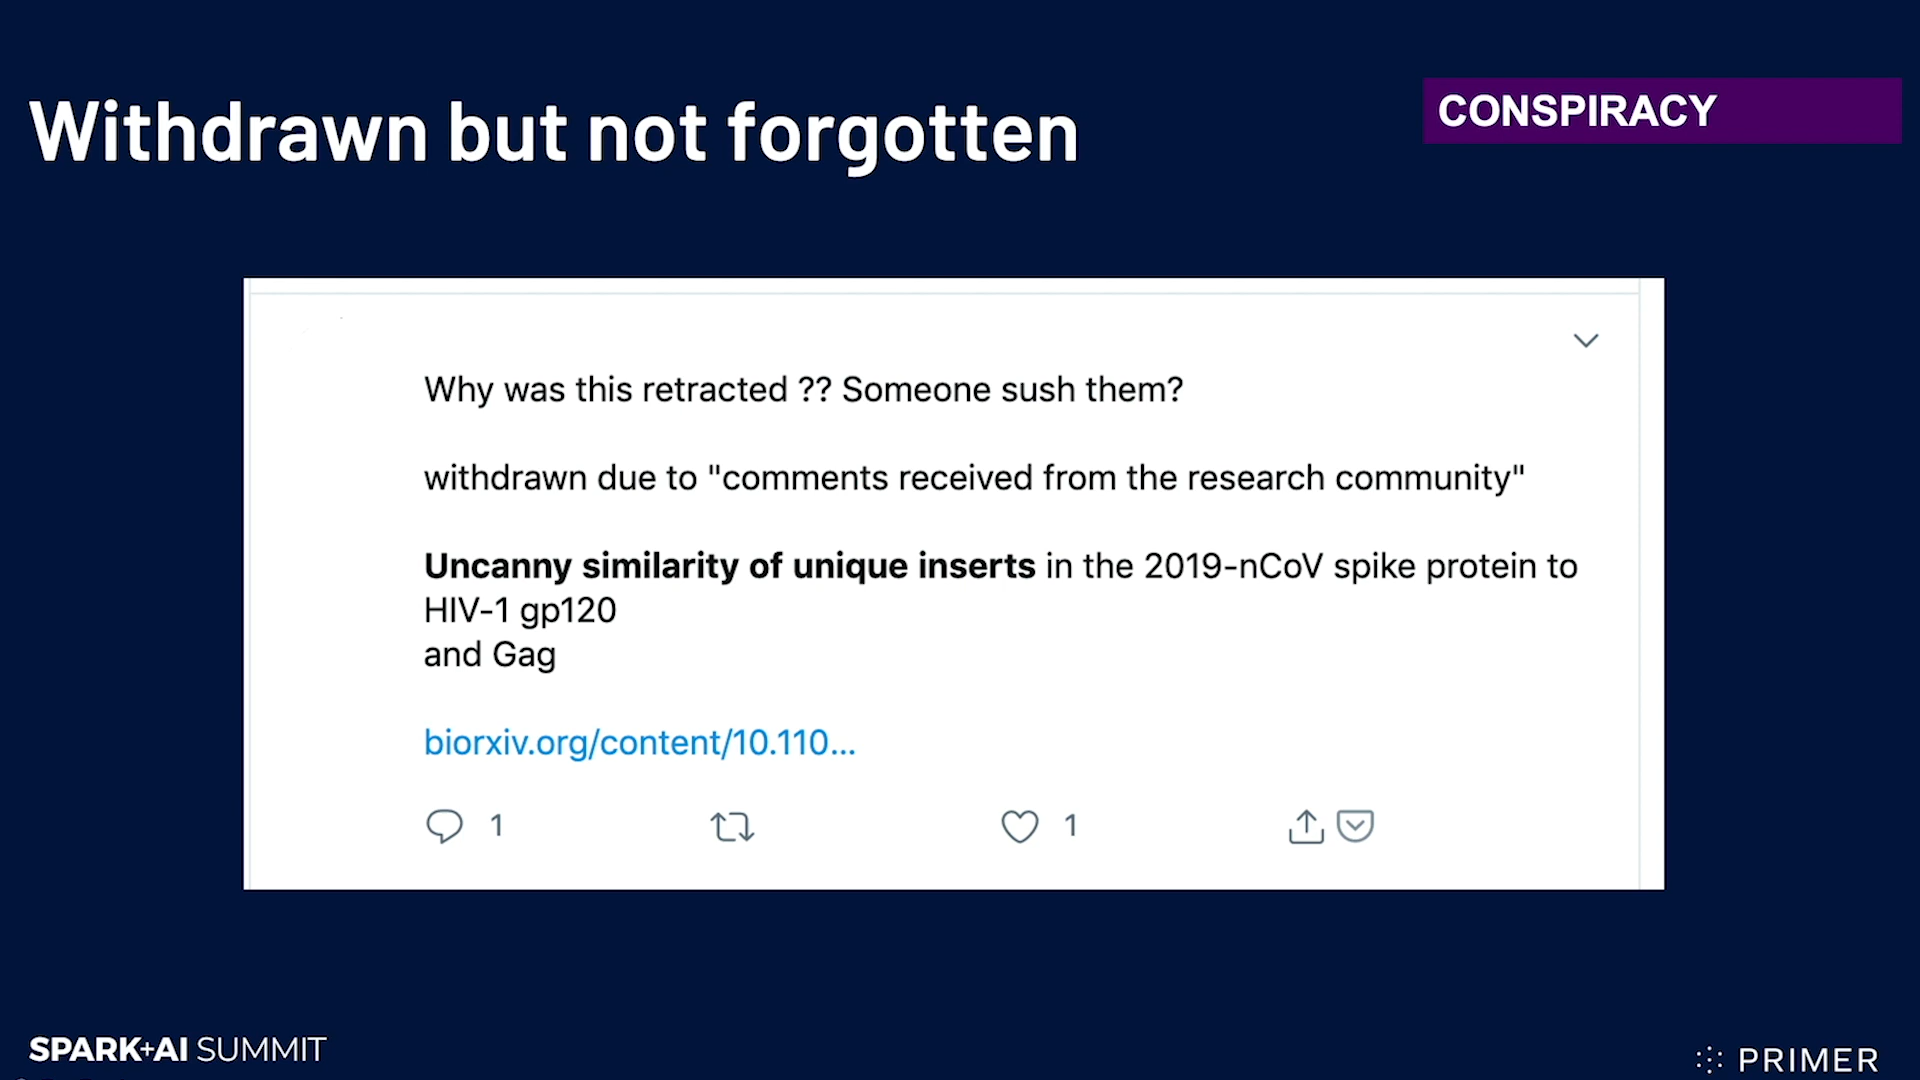 Withdrawn but not forgotten
CONSPIRACY
Why was this retracted ?? Someone sush them?
withdrawn due to "comments received from the research community"
Uncanny similarity of unique inserts in the 2019-nCoV spike protein to
HIV-1 gp120
and Gag
biorxiv.org/content/10.110...
1
1
SPARK+AI SUMMIT
PRIMER